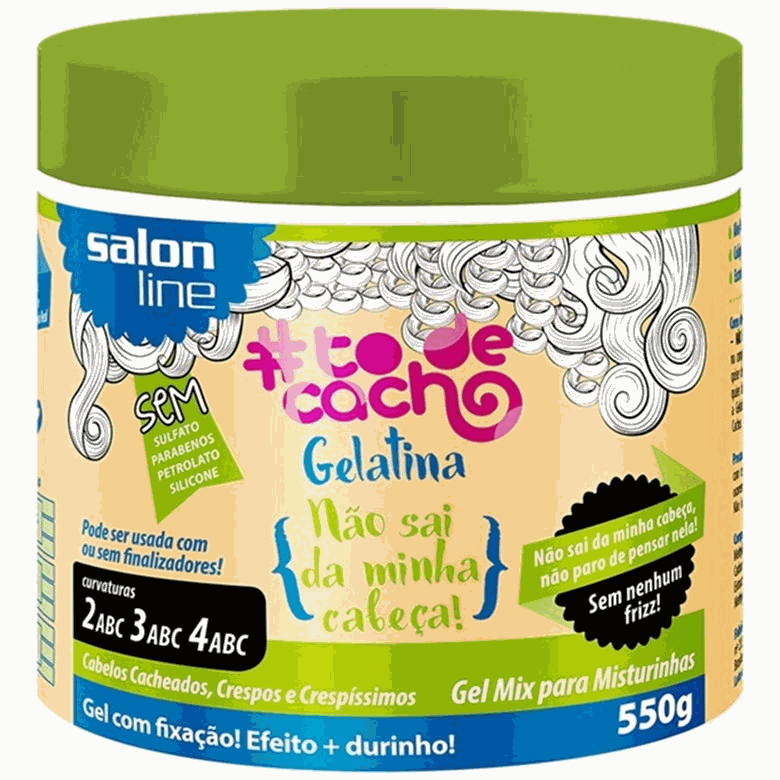 salon
line
#to de
cacho
SEM
SULFATO
PARABENOS
PETROLATO
SILICONE
Gelatina
{Não sai
da minha
cabeça!}
Pode ser usada com
ou sem finalizadores!
curvaturas
2ABC 3ABC 4ABC
Não sai da minha cabeça,
não paro de pensar nela!
Sem nenhum
frizz!
Cabelos Cacheados, Crespos e Crespíssimos
Gel Mix para Misturinhas
Gel com fixação! Efeito + durinho!
550g